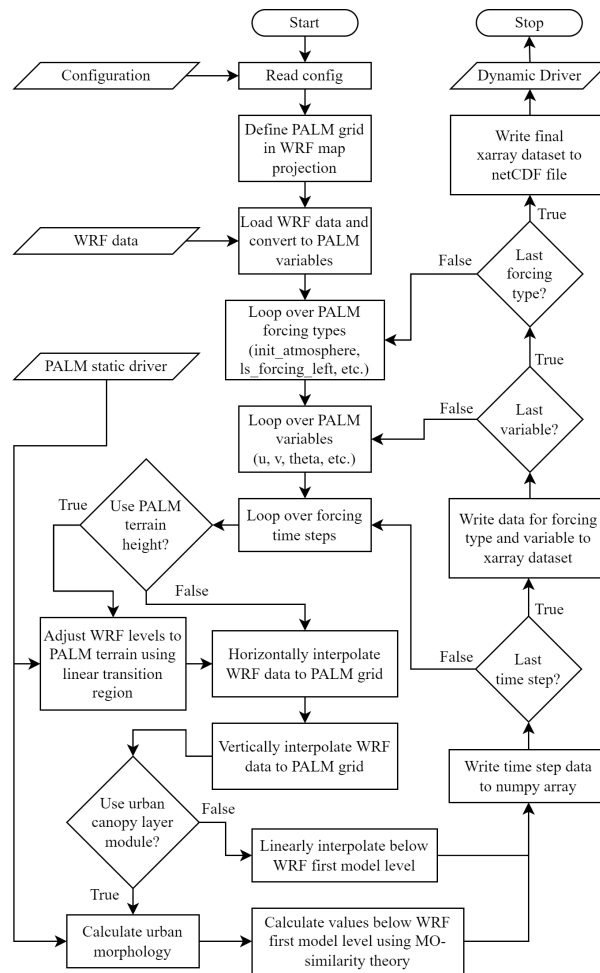 Start
Stop
Configuration
Read config
Dynamic Driver
Define PALM grid
in WRF map
projection
Write final
xarray dataset to
netCDF file
True
WRF data
Load WRF data and
convert to PALM
variables
False
Last
forcing
type?
Loop over PALM
forcing types
(init_atmosphere,
ls_forcing_left, etc.)
True
PALM static driver
Loop over PALM
variables
(u, v, theta, etc.)
False
Last
variable?
True
Use PALM
terrain
height?
Loop over forcing
time steps
Write data for forcing
type and variable to
xarray dataset
False
True
Adjust WRF levels to
PALM terrain using
linear transition
region
Horizontally interpolate
WRF data to PALM grid
False
Last
time step?
Vertically interpolate WRF
data to PALM grid
Write time step data
to numpy array
Use urban
canopy layer
module?
False
Linearly interpolate below
WRF first model level
True
Calculate urban
morphology
Calculate values below WRF
first model level using MO-
similarity theory